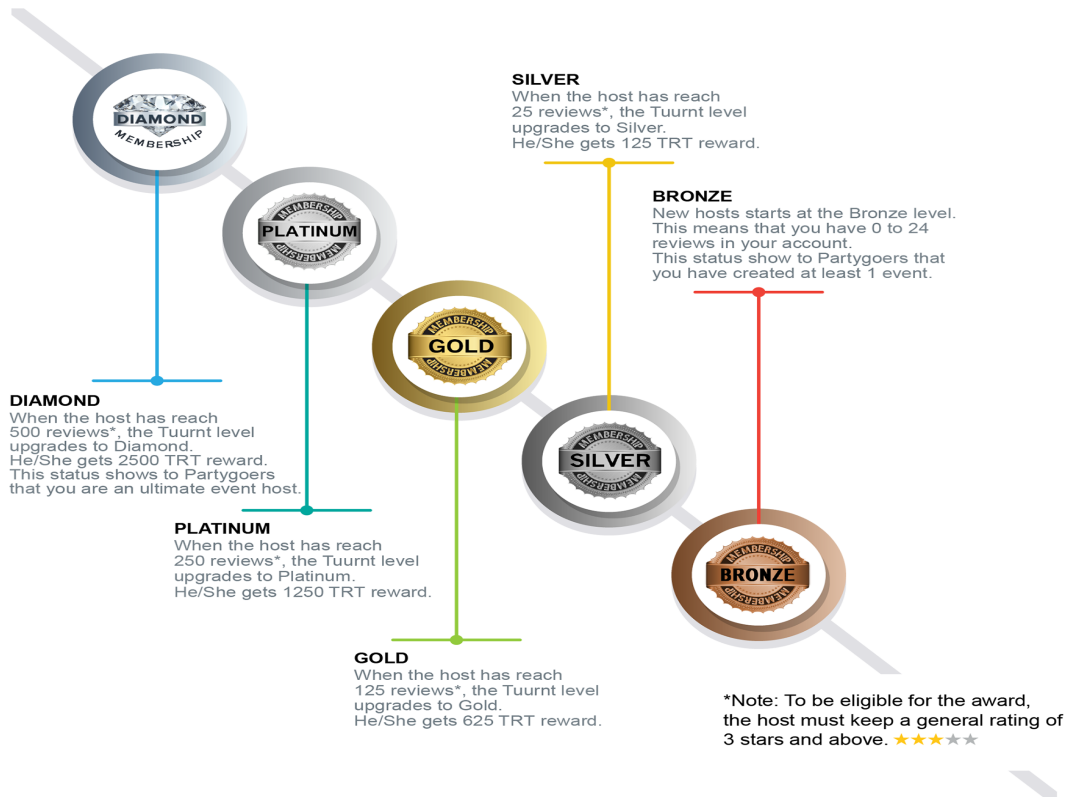 DIAMOND
MEMBERSHIP
SILVER
When the host has reach
25 reviews*, the Tuurnt level
upgrades to Silver.
He/She gets 125 TRT reward.
MEMBERSHIP
PLATINUM
MEMBERSHIP
BRONZE
New hosts starts at the Bronze level.
This means that you have 0 to 24
reviews in your account.
This status show to Partygoers that
you have created at least 1 event.
MEMBERSHIP
GOLD
MEMBERSHIP
DIAMOND
When the host has reach
500 reviews*, the Tuurnt level
upgrades to Diamond.
He/She gets 2500 TRT reward.
This status shows to Partygoers
that you are an ultimate event host.
MEMBERSHIP
SILVER
MEMBERSHIP
PLATINUM
When the host has reach
250 reviews*, the Tuurnt level
upgrades to Platinum.
He/She gets 1250 TRT reward.
MEMBERSHIP
BRONZE
MEMBERSHIP
GOLD
When the host has reach
125 reviews*, the Tuurnt level
upgrades to Gold.
He/She gets 625 TRT reward.
*Note: To be eligible for the award,
the host must keep a general rating of
3 stars and above.